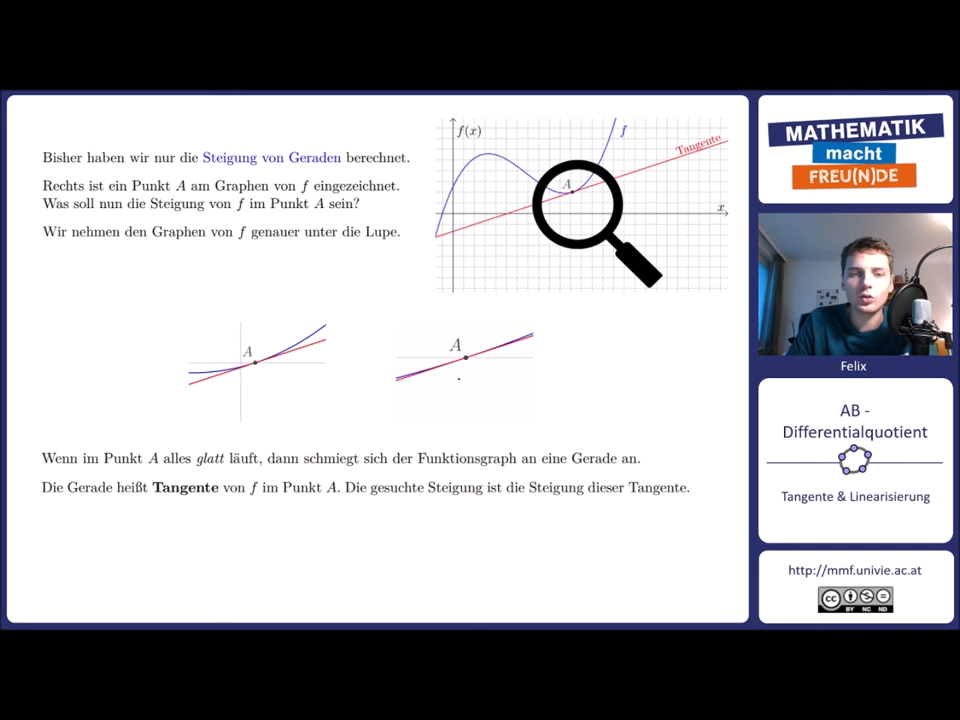 Bisher haben wir nur die Steigung von Geraden berechnet.
Rechts ist ein Punkt A am Graphen von f eingezeichnet.
Was soll nun die Steigung von f im Punkt A sein?
Wir nehmen den Graphen von f genauer unter die Lupe.
f(x)
f
Tangente
A
x
A
A
Wenn im Punkt A alles glatt läuft, dann schmiegt sich der Funktionsgraph an eine Gerade an.
Die Gerade heißt Tangente von f im Punkt A. Die gesuchte Steigung ist die Steigung dieser Tangente.
MATHEMATIK
macht
FREU(N)DE
Felix
AB -
Differentialquotient
Tangente & Linearisierung
http://mmf.univie.ac.at
cc
BY NC ND